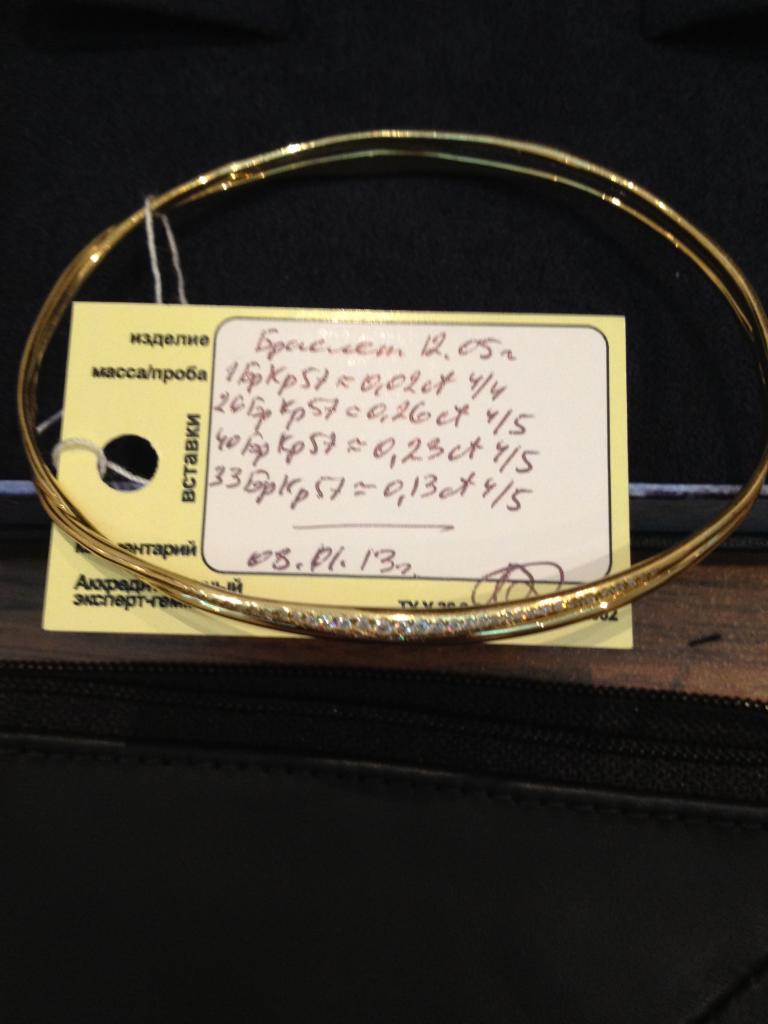 изделие Браслет 12.05г
масса/проба 1БрКр57 ≈ 0,02ct 4/4
26БрКр57 ≈ 0,26ct 4/5
вставки
40БрКр57 ≈ 0,23ct 4/5
33БрКр57 ≈ 0,13ct 4/5
08.01.13г.